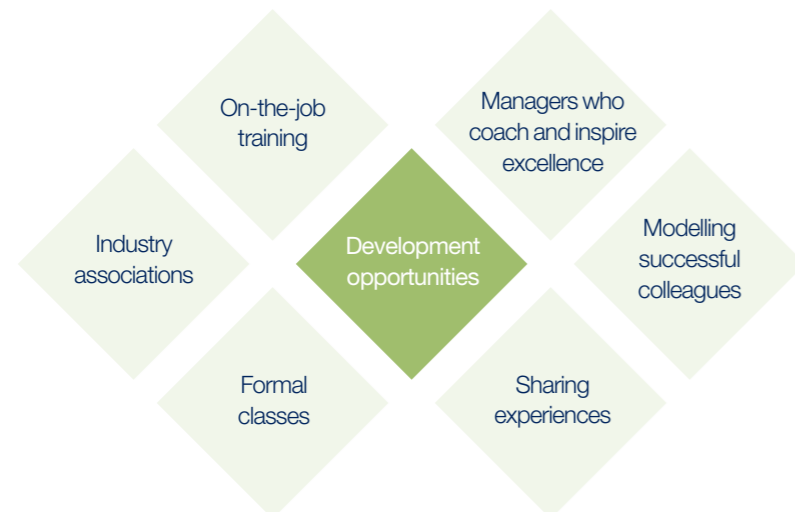 On-the-job
training
Managers who
coach and inspire
excellence
Industry
associations
Development
opportunities
Modelling
successful
colleagues
Formal
classes
Sharing
experiences